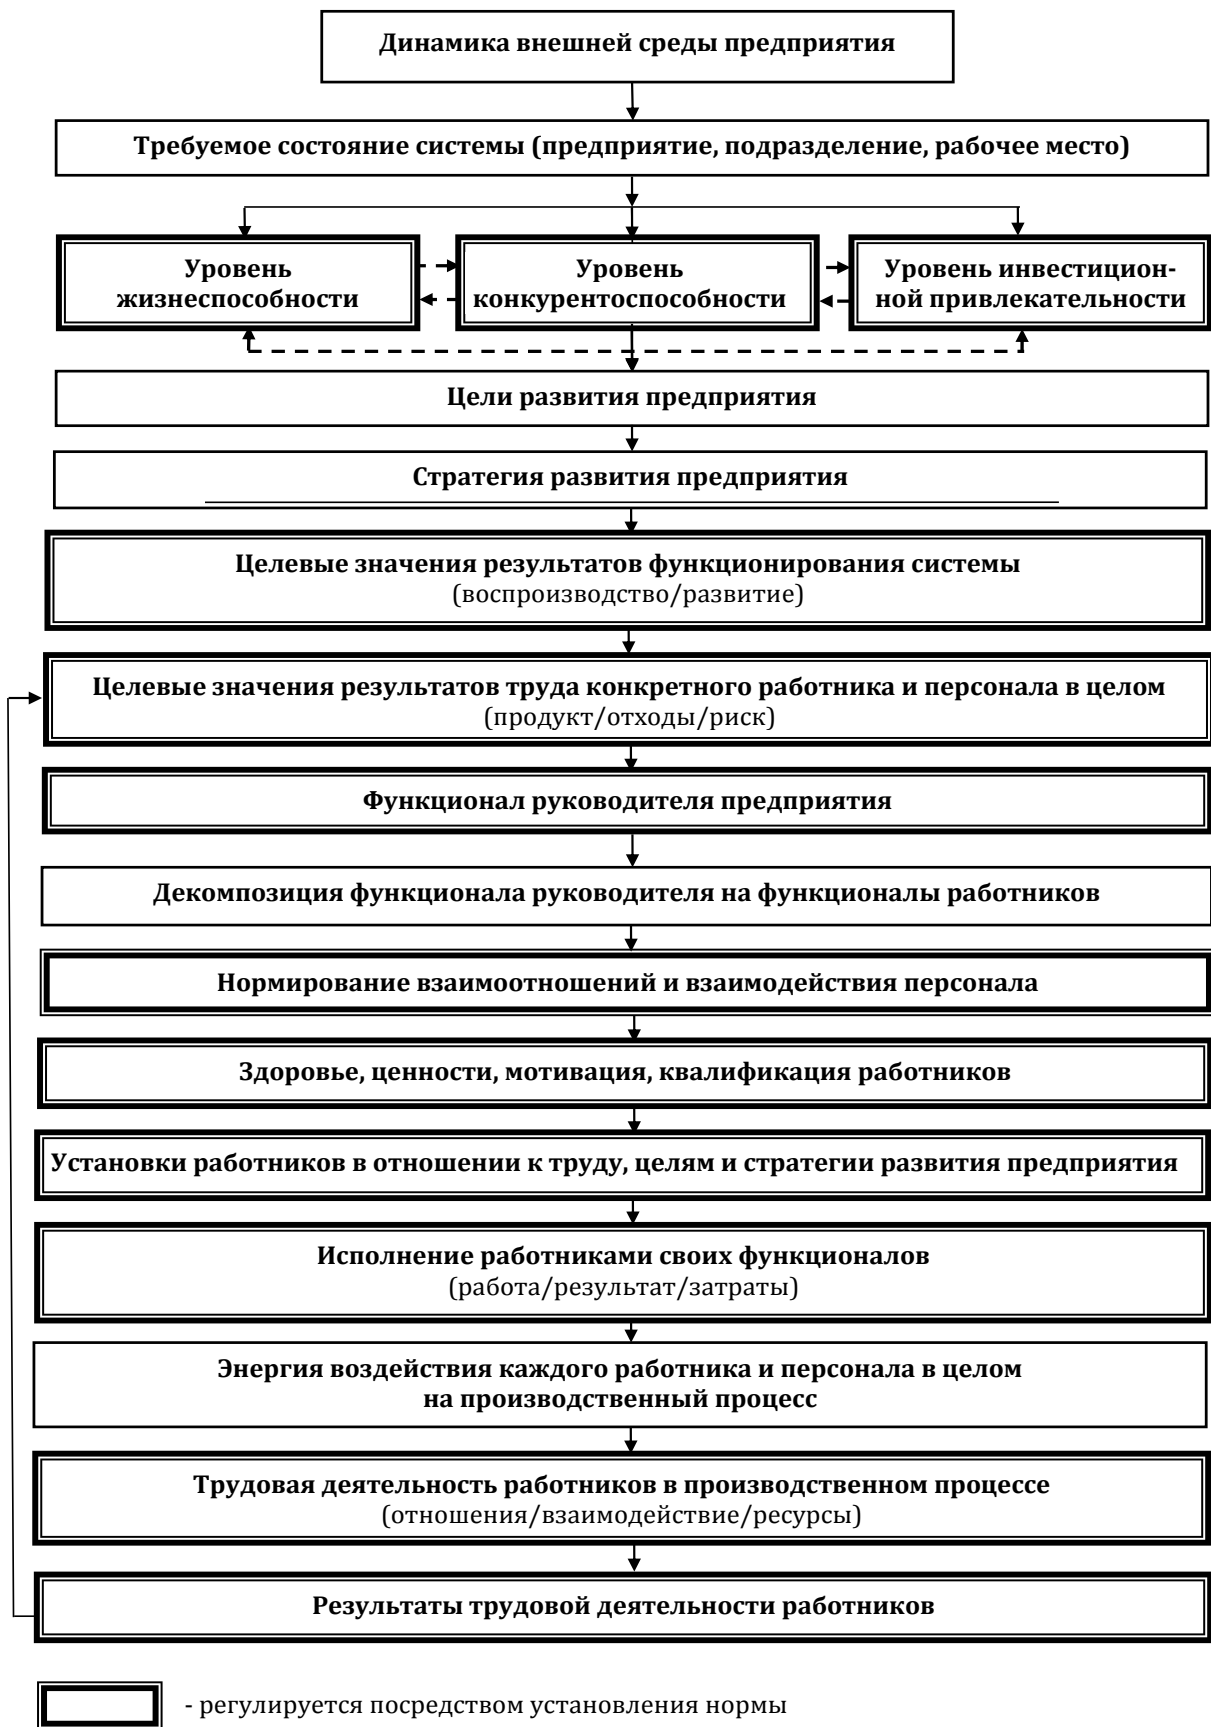 Динамика внешней среды предприятия
Требуемое состояние системы (предприятие, подразделение, рабочее место)
Уровень
жизнеспособности
Уровень
конкурентоспособности
Уровень инвестицион-
ной привлекательности
Цели развития предприятия
Стратегия развития предприятия
Целевые значения результатов функционирования системы
(воспроизводство/развитие)
Целевые значения результатов труда конкретного работника и персонала в целом
(продукт/отходы/риск)
Функционал руководителя предприятия
Декомпозиция функционала руководителя на функционалы работников
Нормирование взаимоотношений и взаимодействия персонала
Здоровье, ценности, мотивация, квалификация работников
Установки работников в отношении к труду, целям и стратегии развития предприятия
Исполнение работниками своих функционалов
(работа/результат/затраты)
Энергия воздействия каждого работника и персонала в целом
на производственный процесс
Трудовая деятельность работников в производственном процессе
(отношения/взаимодействие/ресурсы)
Результаты трудовой деятельности работников
- регулируется посредством установления нормы